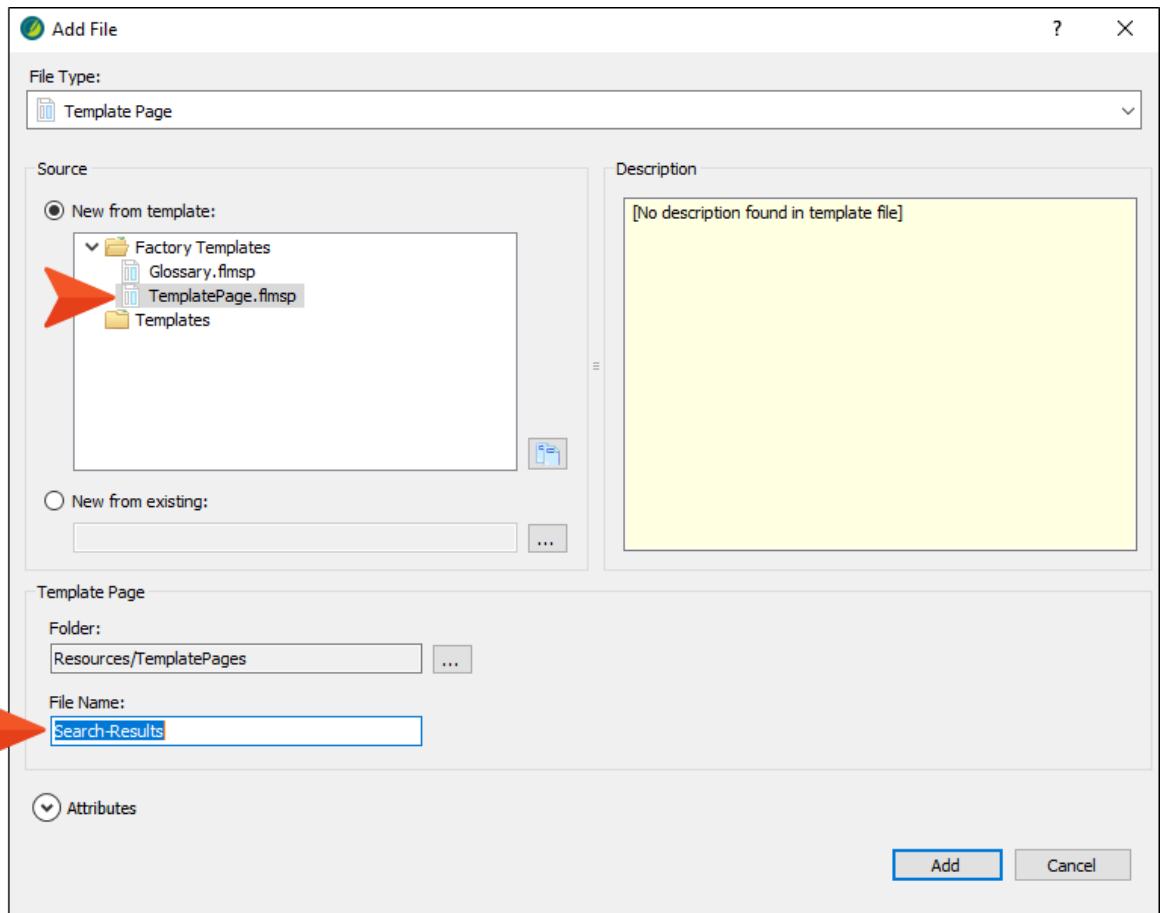 Add File
?
File Type:
Template Page
Source
New from template:
Factory Templates
Glossary.flmsp
TemplatePage.flmsp
Templates
New from existing:
...
Description
[No description found in template file]
Template Page
Folder:
Resources/TemplatePages
...
File Name:
Search-Results
Attributes
Add Cancel